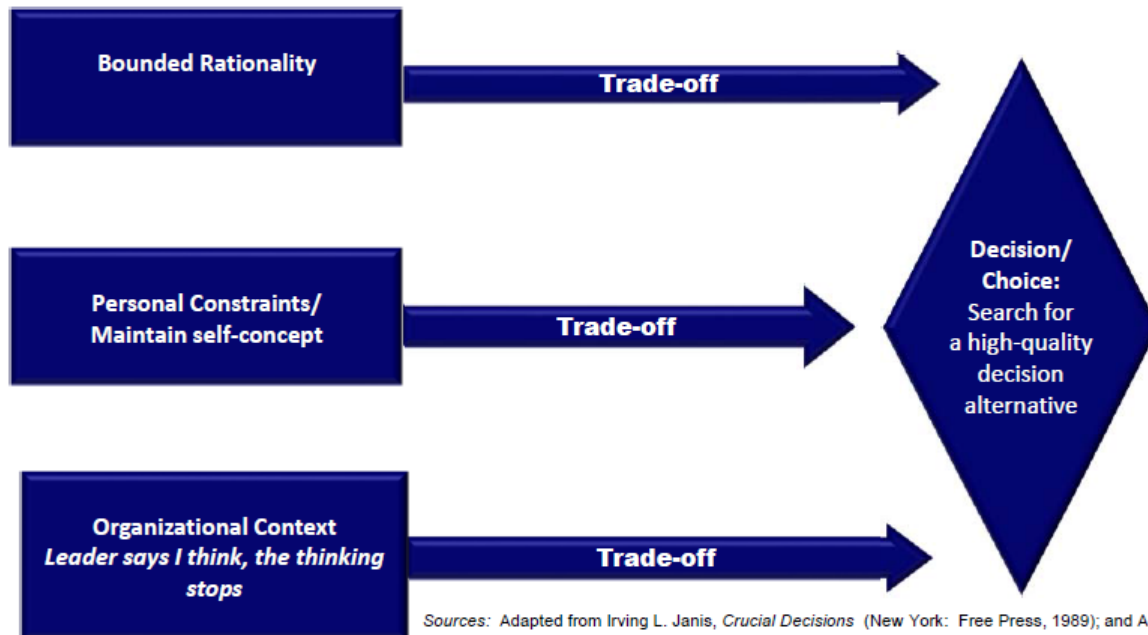 Bounded Rationality
Trade-off
Personal Constraints/
Maintain self-concept
Trade-off
Decision/
Choice:
Search for
a high-quality
decision
alternative
Organizational Context
Leader says I think, the thinking
stops
Trade-off
Sources: Adapted from Irving L. Janis, Crucial Decisions (New York: Free Press, 1989); and A